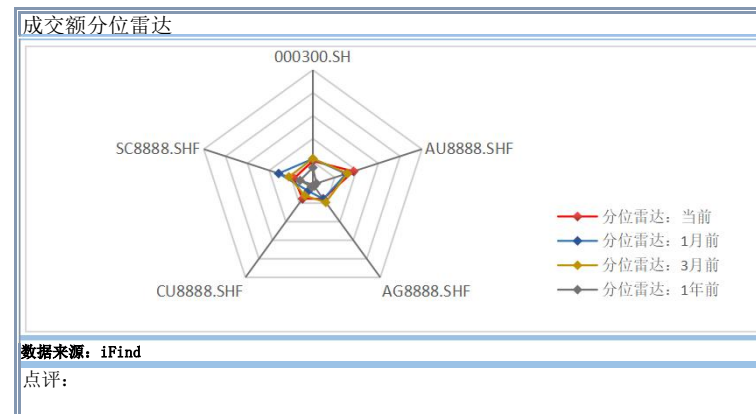 成交额分位雷达
000300.SH
SC8888.SHF
AU8888.SHF
分位雷达：当前
分位雷达：1月前
分位雷达：3月前
分位雷达：1年前
CU8888.SHF
AG8888.SHF
数据来源：iFind
点评：